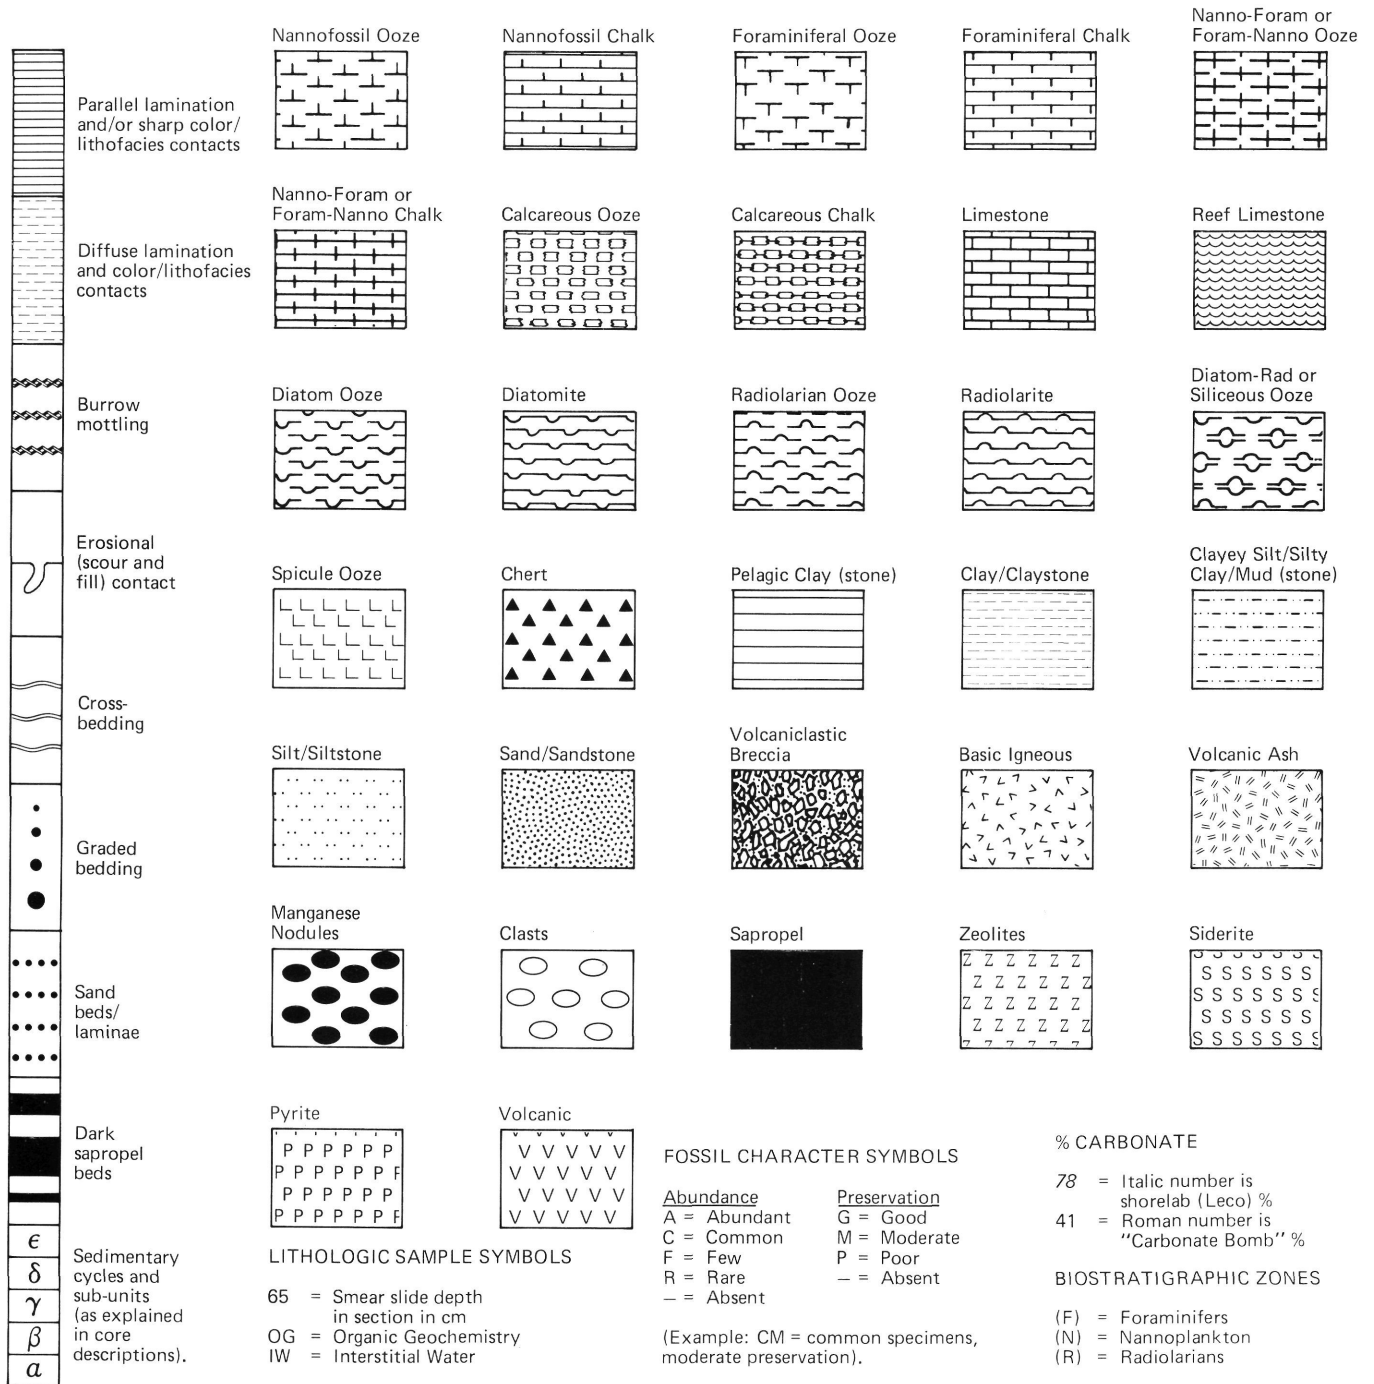 Parallel lamination
and/or sharp color/
lithofacies contacts
Diffuse lamination
and color/lithofacies
contacts
Burrow
mottling
Erosional
(scour and
fill) contact
Cross-
bedding
Graded
bedding
Sand
beds/
laminae
Dark
sapropel
beds
ϵ
δ
γ
β
α
Sedimentary
cycles and
sub-units
(as explained
in core
descriptions).
Nannofossil Ooze
Nannofossil Chalk
Foraminiferal Ooze
Foraminiferal Chalk
Nanno-Foram or
Foram-Nanno Ooze
Nanno-Foram or
Foram-Nanno Chalk
Calcareous Ooze
Calcareous Chalk
Limestone
Reef Limestone
Diatom Ooze
Diatomite
Radiolarian Ooze
Radiolarite
Diatom-Rad or
Siliceous Ooze
Spicule Ooze
Chert
Pelagic Clay (stone)
Clay/Claystone
Clayey Silt/Silty
Clay/Mud (stone)
Silt/Siltstone
Sand/Sandstone
Volcaniclastic
Breccia
Basic Igneous
Volcanic Ash
Manganese
Nodules
Clasts
Sapropel
Zeolites
Z Z Z Z Z Z
Z Z Z Z Z Z
Z Z Z Z Z Z
Z Z Z Z Z Z
Siderite
S S S S S S
S S S S S S S
S S S S S S
S S S S S S S
Pyrite
P P P P P P
P P P P P P P
P P P P P P
P P P P P P P
Volcanic
V V V V V V
V V V V V V
V V V V V V
V V V V V V
LITHOLOGIC SAMPLE SYMBOLS
65 = Smear slide depth
in section in cm
OG = Organic Geochemistry
IW = Interstitial Water
FOSSIL CHARACTER SYMBOLS
Abundance
A = Abundant
C = Common
F = Few
R = Rare
— = Absent
Preservation
G = Good
M = Moderate
P = Poor
— = Absent
(Example: CM = common specimens,
moderate preservation).
% CARBONATE
78 = Italic number is
shorelab (Leco) %
41 = Roman number is
"Carbonate Bomb" %
BIOSTRATIGRAPHIC ZONES
(F) = Foraminifers
(N) = Nannoplankton
(R) = Radiolarians